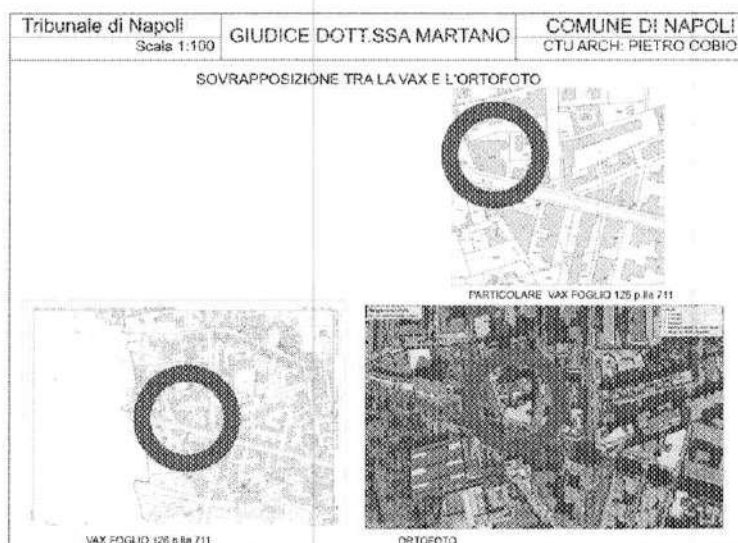 Tribunale di Napoli
Scala 1:100
GIUDICE DOTT.SSA MARTANO
COMUNE DI NAPOLI
CTU ARCH: PIETRO COBIO
SOVRAPPOSIZIONE TRA LA VAX E L'ORTOFOTO
PARTICOLARE VAX FOGLIO 126 p.lla 711
VAX FOGLIO 126 p.lla 711
ORTOFOTO